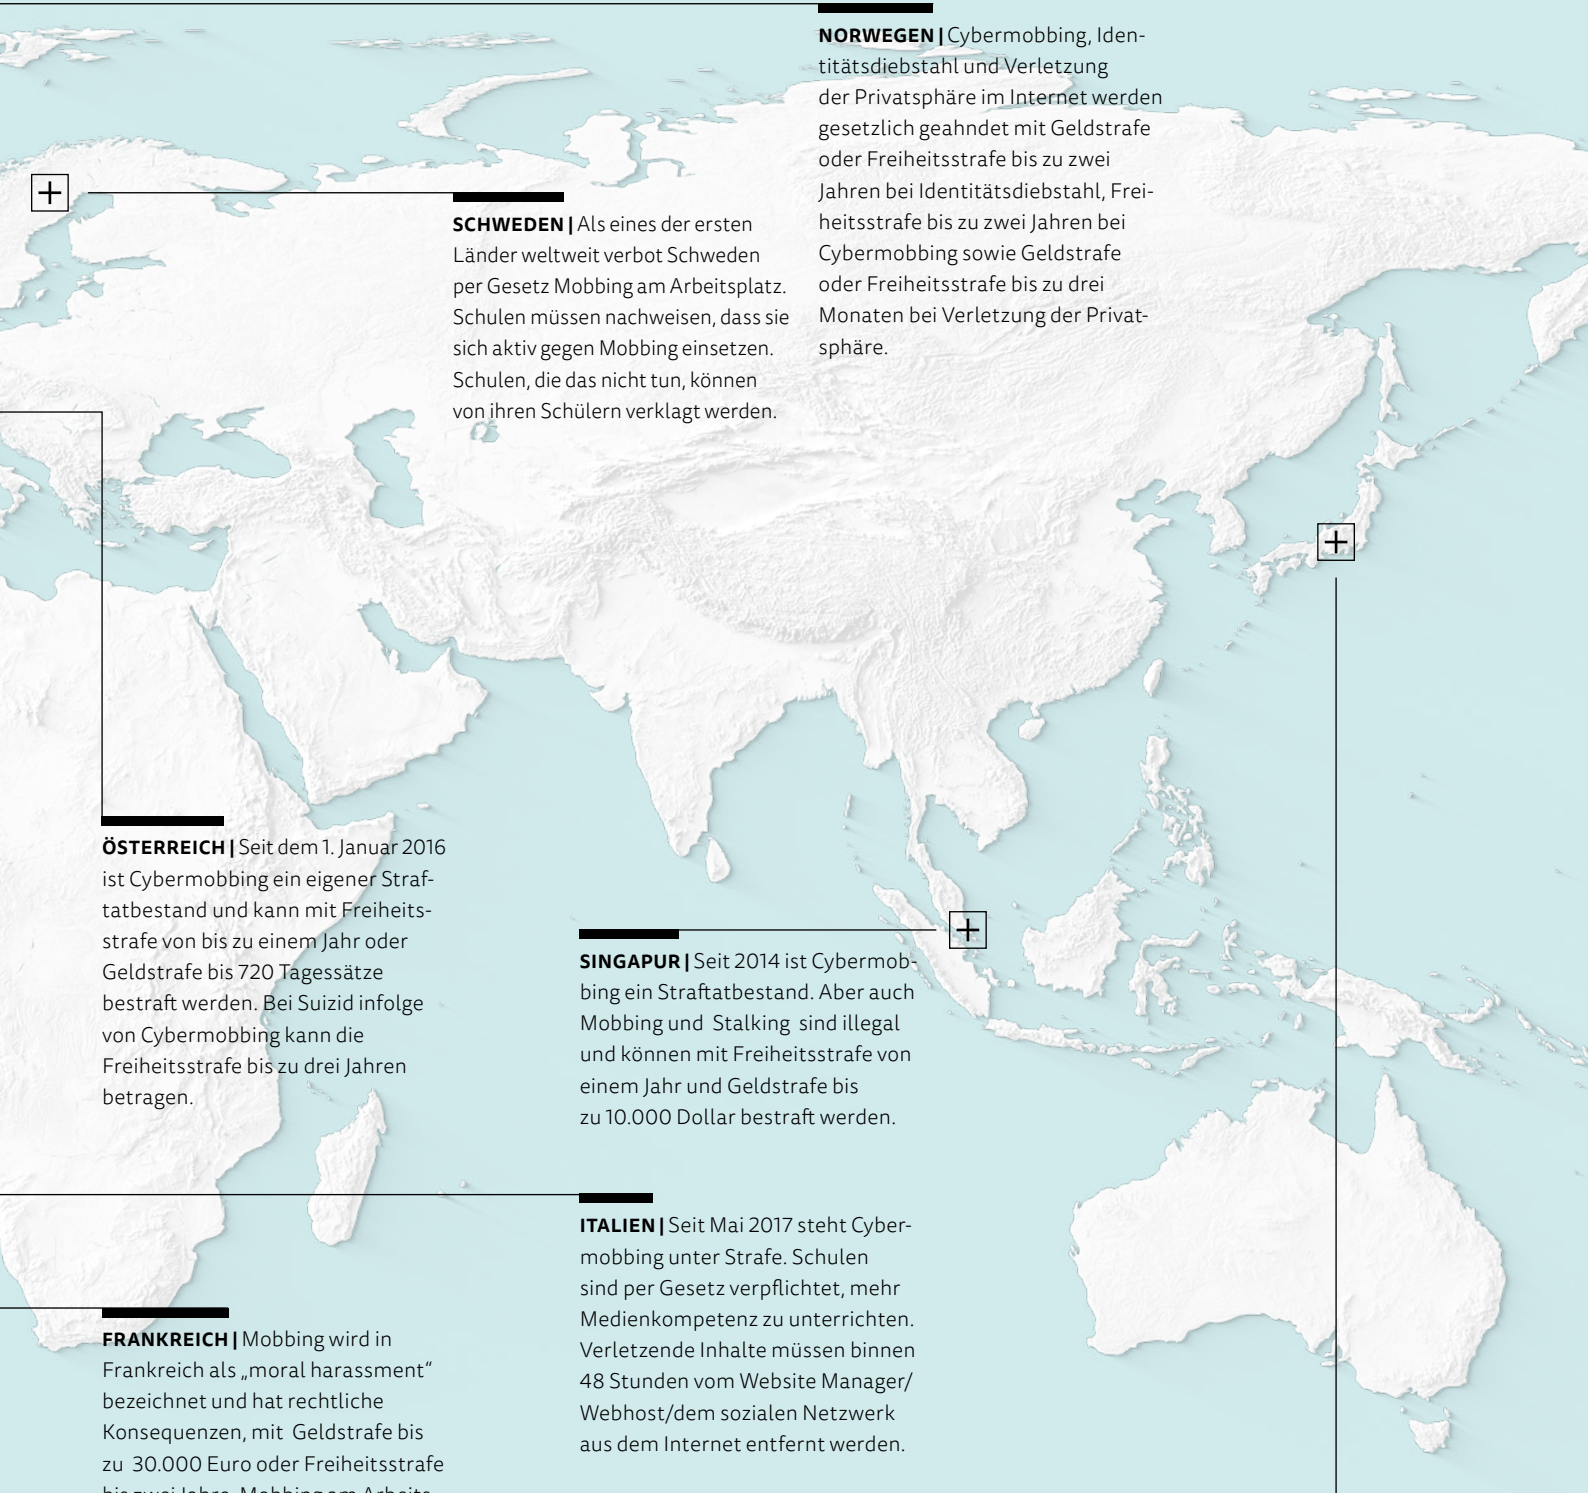 NORWEGEN | Cybermobbing, Iden-
titätsdiebstahl und Verletzung
der Privatsphäre im Internet werden
gesetzlich geahndet mit Geldstrafe
oder Freiheitsstrafe bis zu zwei
Jahren bei Identitätsdiebstahl, Frei-
heitsstrafe bis zu zwei Jahren bei
Cybermobbing sowie Geldstrafe
oder Freiheitsstrafe bis zu drei
Monaten bei Verletzung der Privat-
sphäre.
SCHWEDEN | Als eines der ersten
Länder weltweit verbot Schweden
per Gesetz Mobbing am Arbeitsplatz.
Schulen müssen nachweisen, dass sie
sich aktiv gegen Mobbing einsetzen.
Schulen, die das nicht tun, können
von ihren Schülern verklagt werden.
ÖSTERREICH | Seit dem 1. Januar 2016
ist Cybermobbing ein eigener Straf-
tatbestand und kann mit Freiheits-
strafe von bis zu einem Jahr oder
Geldstrafe bis 720 Tagessätze
bestraft werden. Bei Suizid infolge
von Cybermobbing kann die
Freiheitsstrafe bis zu drei Jahren
betragen.
SINGAPUR | Seit 2014 ist Cybermob-
bing ein Straftatbestand. Aber auch
Mobbing und Stalking sind illegal
und können mit Freiheitsstrafe von
einem Jahr und Geldstrafe bis
zu 10.000 Dollar bestraft werden.
ITALIEN | Seit Mai 2017 steht Cyber-
mobbing unter Strafe. Schulen
sind per Gesetz verpflichtet, mehr
Medienkompetenz zu unterrichten.
Verletzende Inhalte müssen binnen
48 Stunden vom Website Manager/
Webhost/dem sozialen Netzwerk
aus dem Internet entfernt werden.
FRANKREICH | Mobbing wird in
Frankreich als „moral harassment“
bezeichnet und hat rechtliche
Konsequenzen, mit Geldstrafe bis
zu 30.000 Euro oder Freiheitsstrafe
bis zwei Jahre. Mobbing am Arbeits-